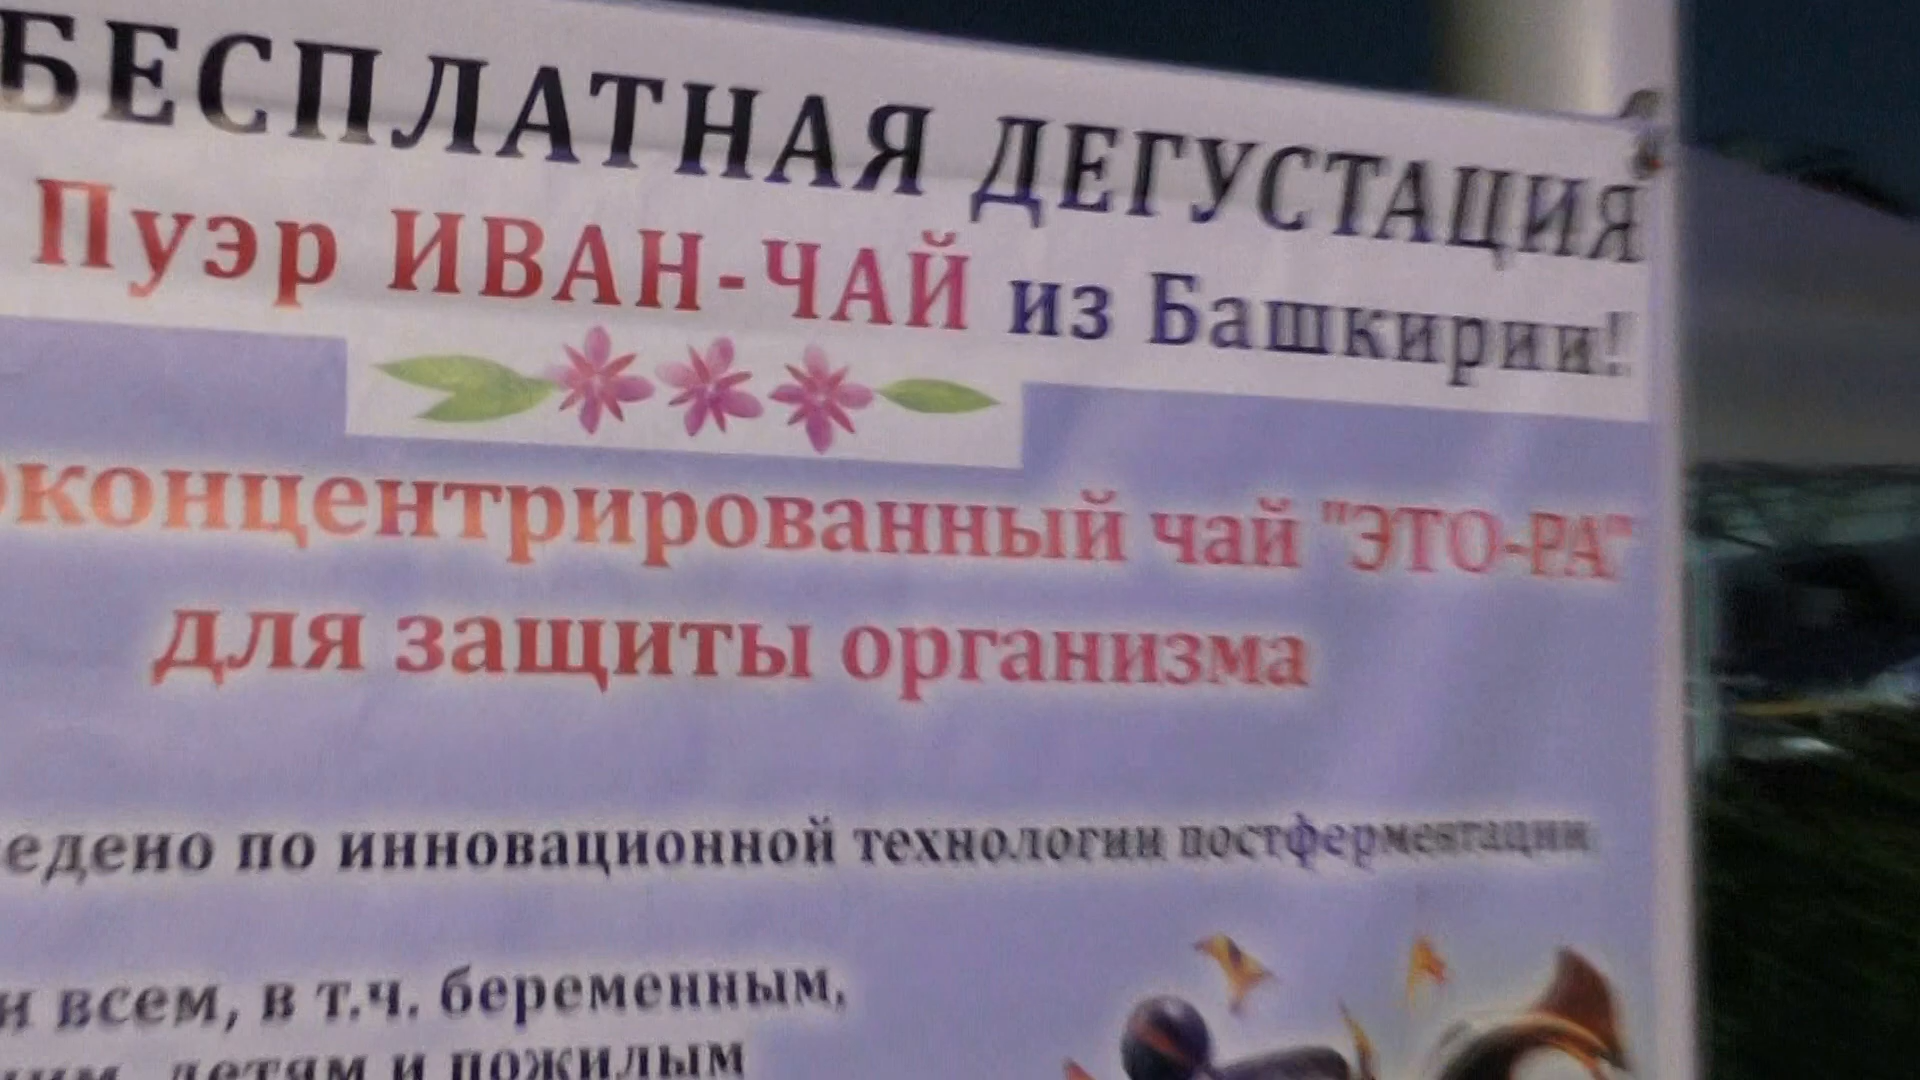 БЕСПЛАТНАЯ ДЕГУСТАЦИЯ
Пуэр ИВАН-ЧАЙ из Башкирии!
оконцентрированный чай "ЭТО-РА"
для защиты организма
едено по инновационной технологии постферментации
н всем, в т.ч. беременным,
детям и пожилым